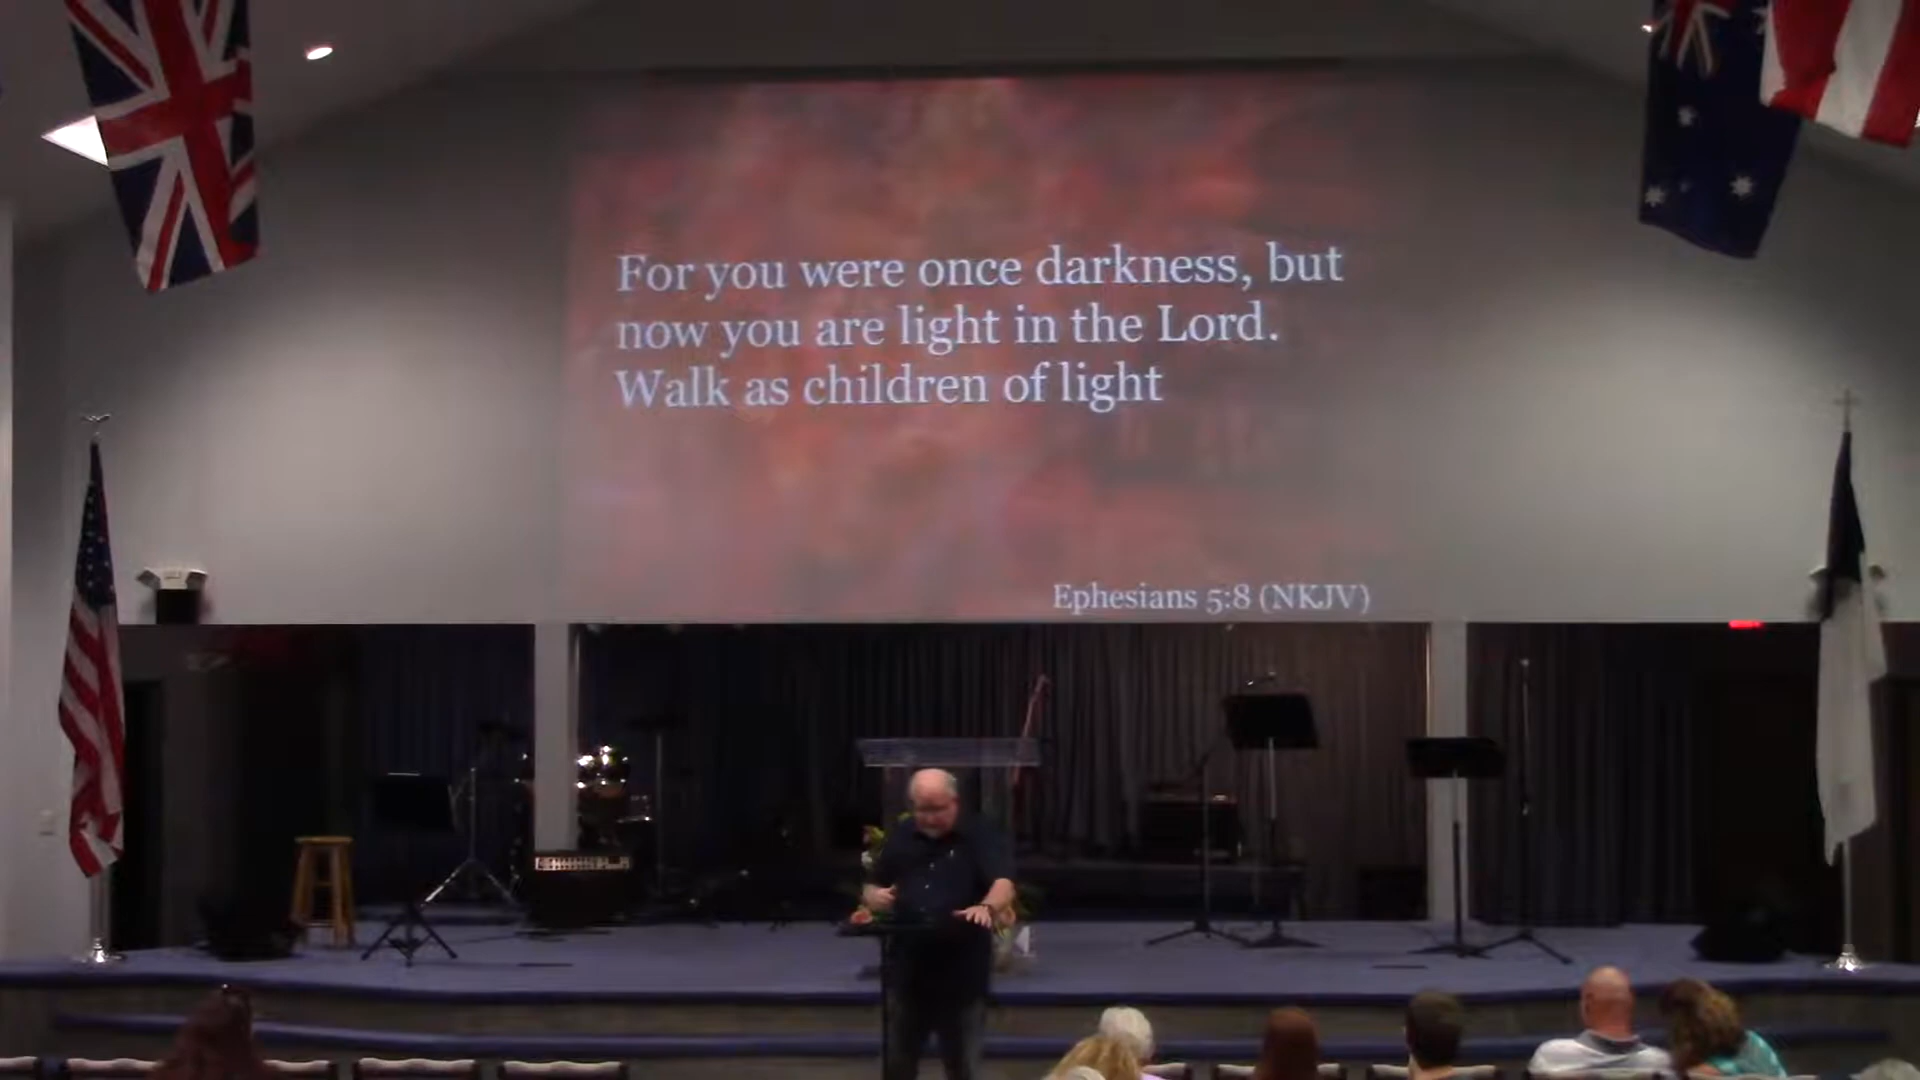 For you were once darkness, but
now you are light in the Lord.
Walk as children of light
Ephesians 5:8 (NKJV)